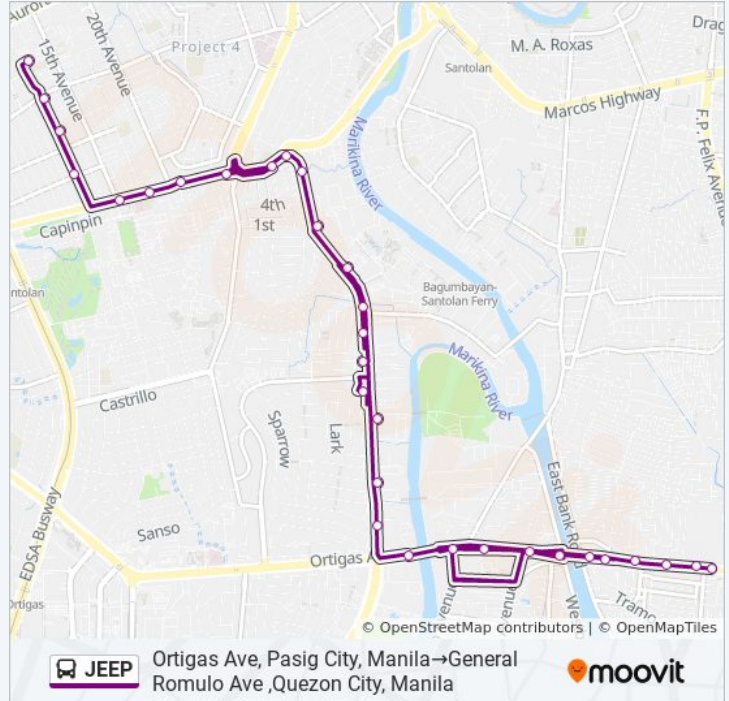 Aurora
15th Avenue
20th Avenue
Project 4
M. A. Roxas
Santolan
Marcos Highway
F.P. Felix Avenue
Marikina River
Capinpin
4th
1st
Bagumbayan-
Santolan Ferry
Marikina River
Castrillo
Sparrow
Lark
East Bank Road
EDSA Busway
Sanso
Ortigas A
Ortigas
Tramo
© OpenStreetMap contributors | © OpenMapTiles
JEEP
Ortigas Ave, Pasig City, Manila→General
Romulo Ave ,Quezon City, Manila
moovit